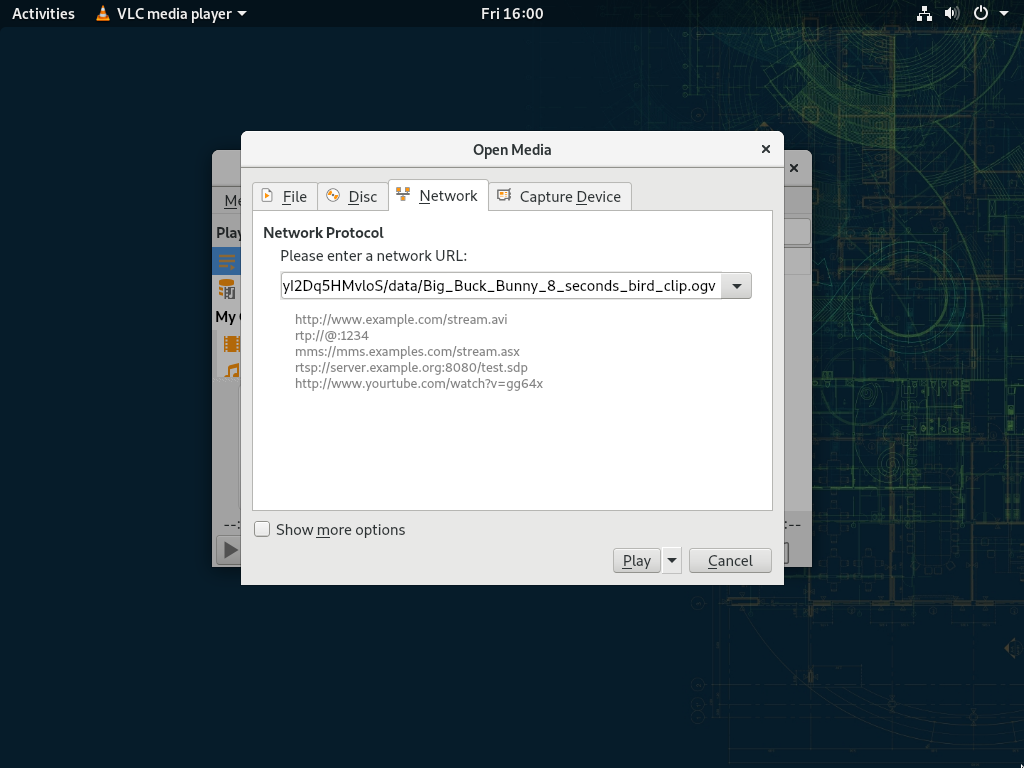 Activities VLC media player Fri 16:00
Open Media
File Disc Network Capture Device
Network Protocol
Please enter a network URL:
yI2Dq5HMvloS/data/Big_Buck_Bunny_8_seconds_bird_clip.ogv
http://www.example.com/stream.avi
rtp://@:1234
mms://mms.examples.com/stream.asx
rtsp://server.example.org:8080/test.sdp
http://www.yourtube.com/watch?v=gg64x
Show more options
Play Cancel
Me
Play
My
--:
:--